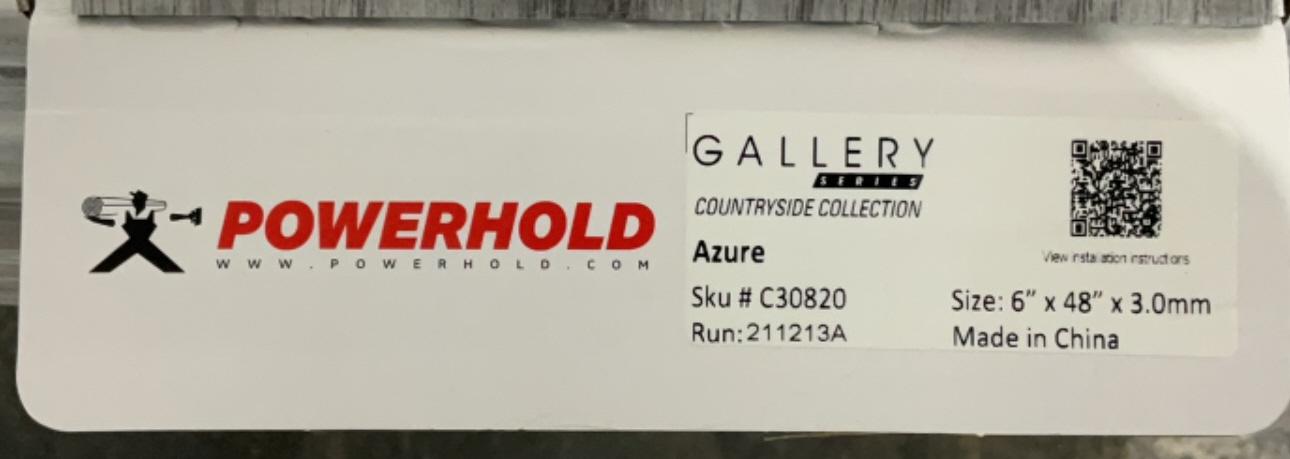 POWERHOLD
WWW.POWERHOLD.COM
GALLERY
SERIES
COUNTRYSIDE COLLECTION
Azure
Sku # C30820
Run: 211213A
View installation instructions
Size: 6” x 48” x 3.0mm
Made in China